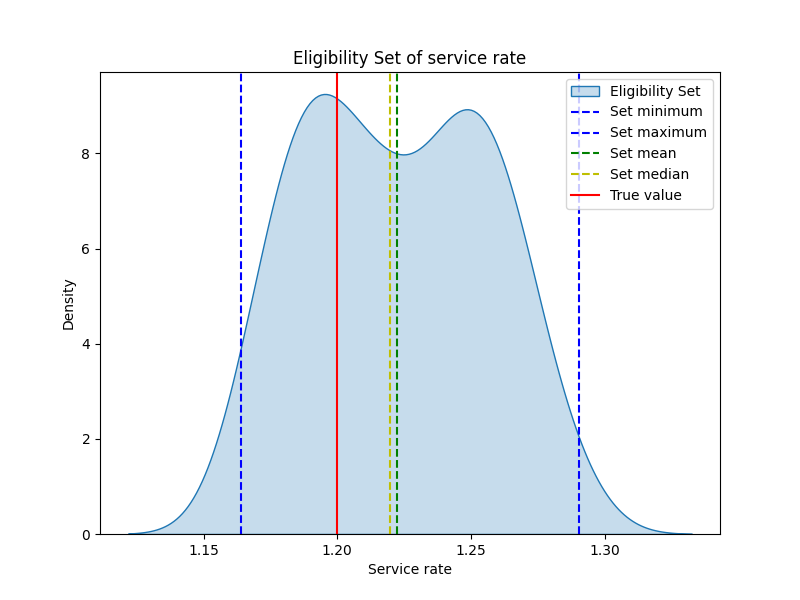 Eligibility Set of service rate
Eligibility Set
Set minimum
Set maximum
Set mean
Set median
True value
8
6
4
2
0
Density
1.15 1.20 1.25 1.30
Service rate